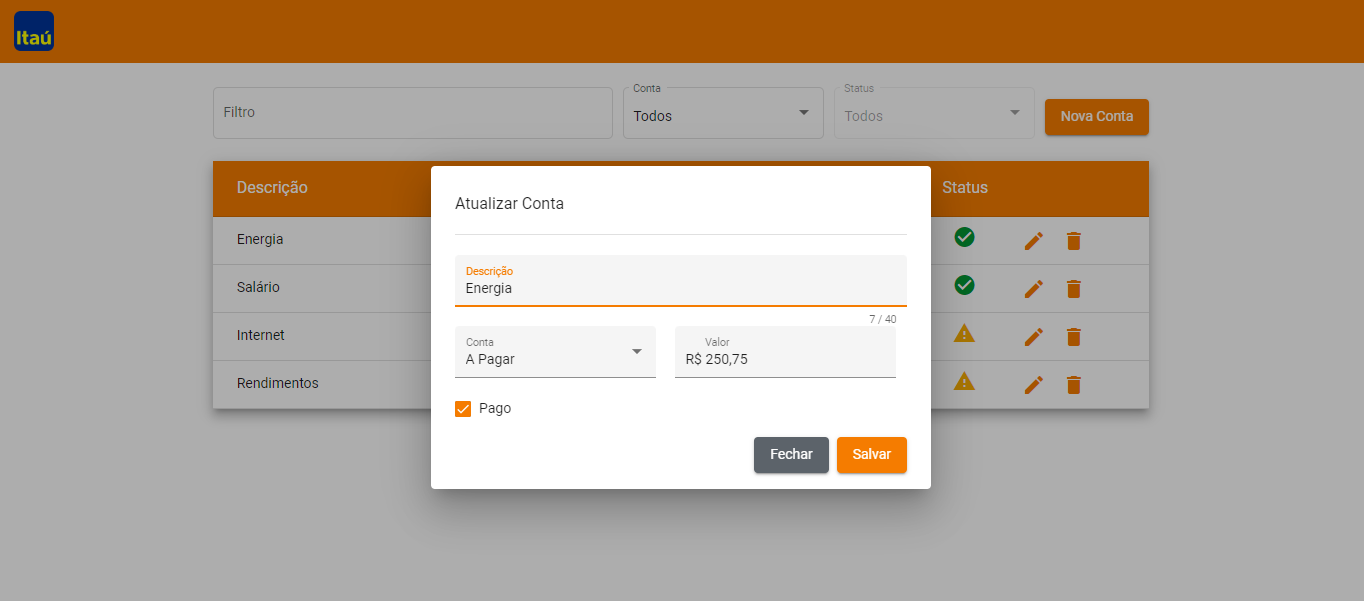 Itaú
Filtro
Conta
Todos
Status
Todos
Nova Conta
Descrição
Status
Energia
Salário
Internet
Rendimentos
Atualizar Conta
Descrição
Energia
7 / 40
Conta
A Pagar
Valor
R$ 250,75
Pago
Fechar
Salvar